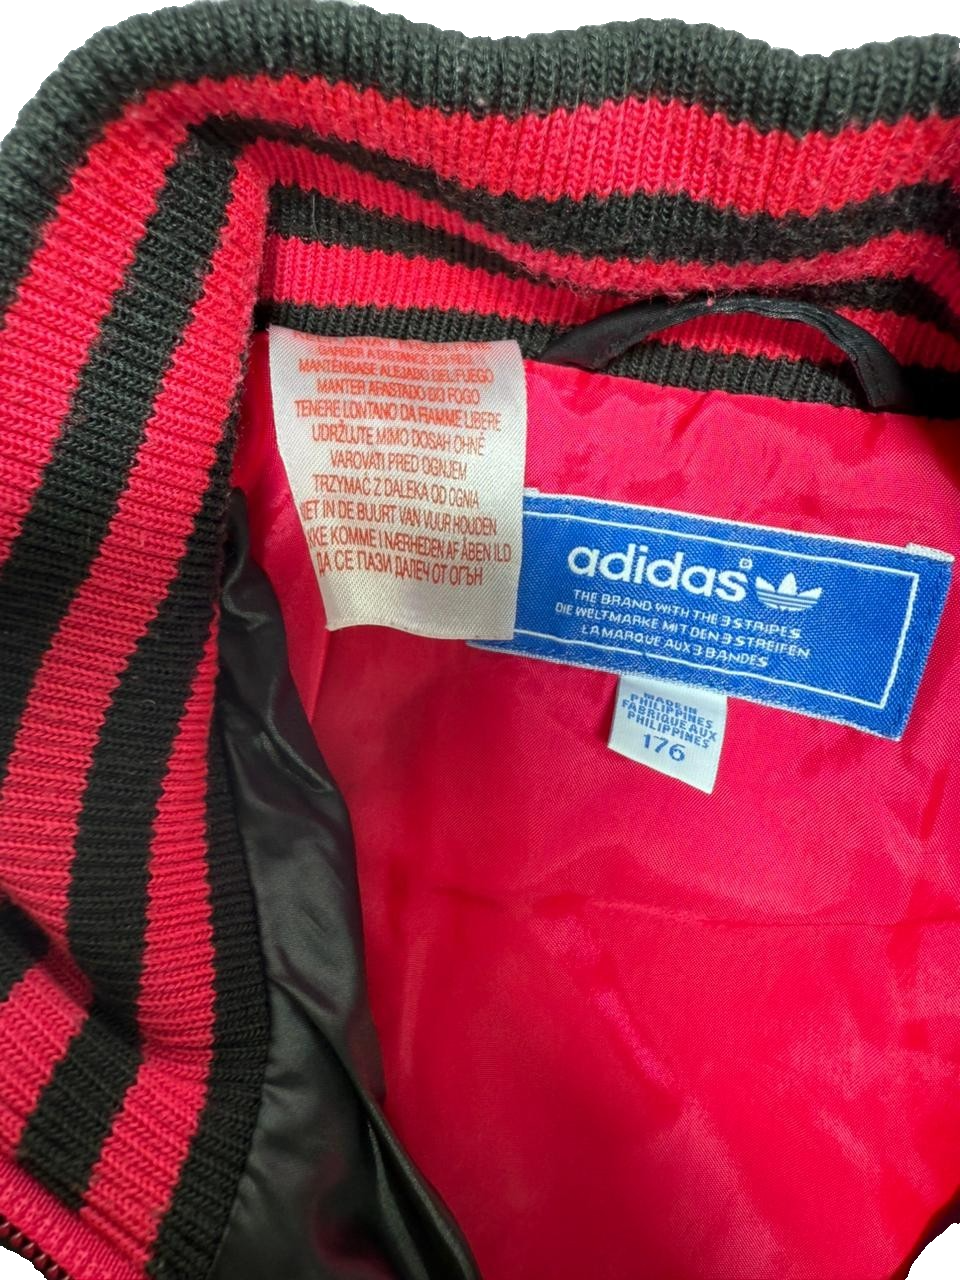 GARDER A DISTANCE DU FEU
MANTENGASE ALEJADO DEL FUEGO
MANTER AFASTADO DO FOGO
TENERE LONTANO DA FIAMME LIBERE
UDRŽUJTE MIMO DOSAH OHNĚ
VAROVATI PRED OGNJEM
TRZYMAĆ Z DALEKA OD OGNIA
NIET IN DE BUURT VAN VUUR HOUDEN
IKKE KOMME I NÆRHEDEN AF ÅBEN ILD
ДА СЕ ПАЗИ ДАЛЕЧ ОТ ОГЪН
adidas®
THE BRAND WITH THE 3 STRIPES
DIE WELTMARKE MIT DEN 3 STREIFEN
LA MARQUE AUX 3 BANDES
MADE IN
PHILIPPINES
FABRIQUE AUX
PHILIPPINES
176